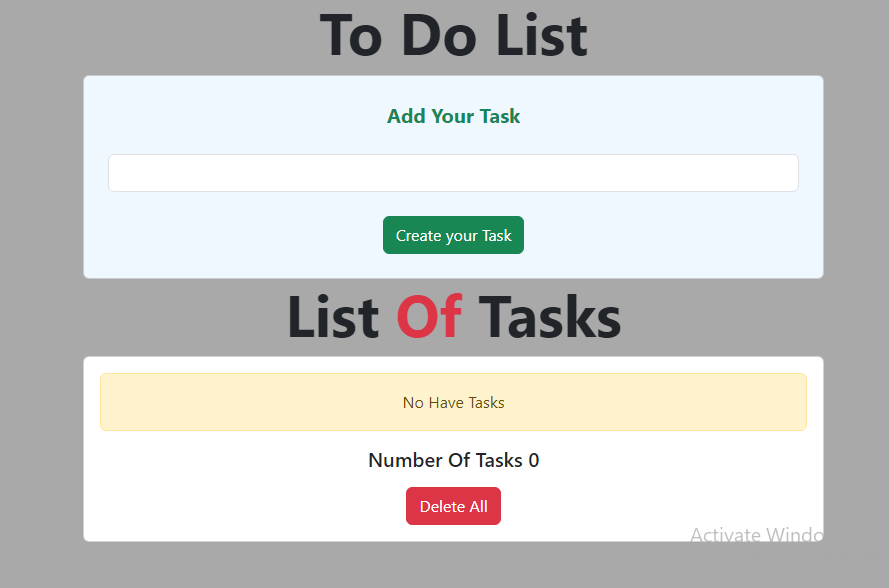 To Do List
Add Your Task
Create your Task
List Of Tasks
No Have Tasks
Number Of Tasks 0
Delete All
Activate